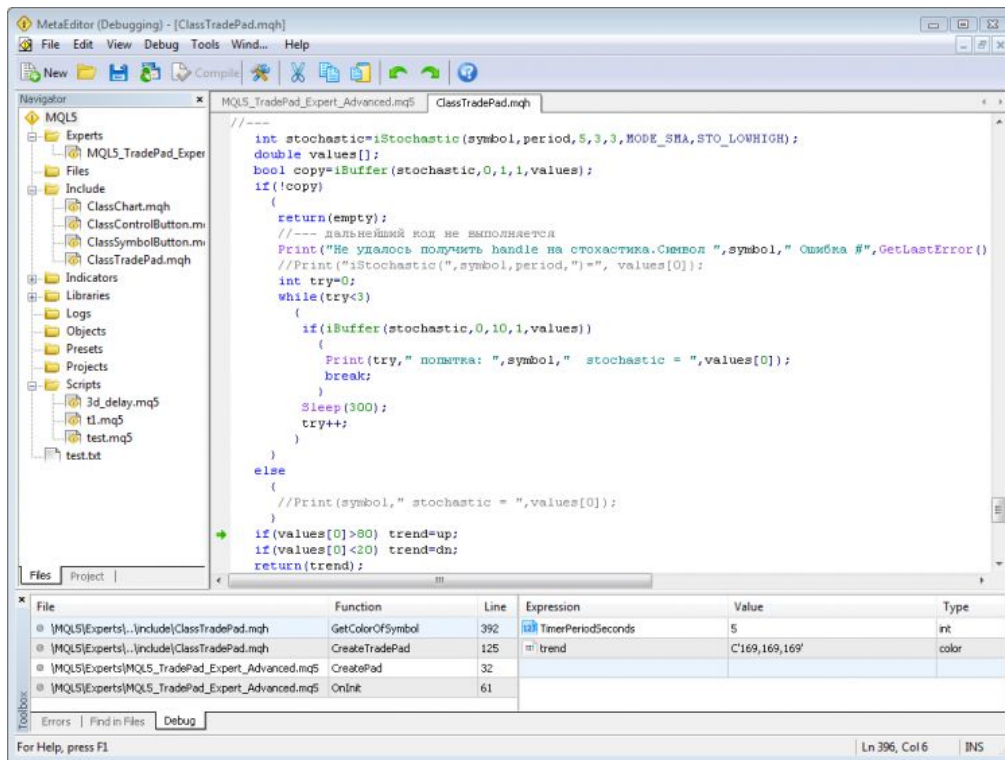 MetaEditor (Debugging) - [ClassTradePad.mqh]
File Edit View Debug Tools Wind... Help
New Compile
Navigator
MQL5
Experts
MQL5_TradePad_Exper
Files
Include
ClassChart.mqh
ClassControlButton.m
ClassSymbolButton.m
ClassTradePad.mqh
Indicators
Libraries
Logs
Objects
Presets
Projects
Scripts
3d_delay.mq5
t1.mq5
test.mq5
test.txt
Files Project
MQL5_TradePad_Expert_Advanced.mq5 ClassTradePad.mqh
//---
int stochastic=iStochastic(symbol,period,5,3,3,MODE_SMA,STO_LOWHIGH);
double values[];
bool copy=iBuffer(stochastic,0,1,1,values);
if(!copy)
{
return(empty);
//--- дальнейший код не выполняется
Print("Не удалось получить handle на стохастика.Символ ",symbol," Ошибка #",GetLastError()
//Print("iStochastic(",symbol,period,")=", values[0]);
int try=0;
while(try<3)
{
if(iBuffer(stochastic,0,10,1,values))
{
Print(try," попытка: ",symbol,"  stochastic = ",values[0]);
break;
}
Sleep(300);
try++;
}
}
else
{
//Print(symbol," stochastic = ",values[0]);
}
if(values[0]>80) trend=up;
if(values[0]<20) trend=dn;
return(trend);
File Function Line
\MQL5\Experts\..\include\ClassTradePad.mqh GetColorOfSymbol 392
\MQL5\Experts\..\include\ClassTradePad.mqh CreateTradePad 125
\MQL5\Experts\MQL5_TradePad_Expert_Advanced.mq5 CreatePad 32
\MQL5\Experts\MQL5_TradePad_Expert_Advanced.mq5 OnInit 61
Expression Value Type
TimerPeriodSeconds 5 int
trend C'169,169,169' color
Toolbox
Errors Find in Files Debug
For Help, press F1 Ln 396, Col 6 INS